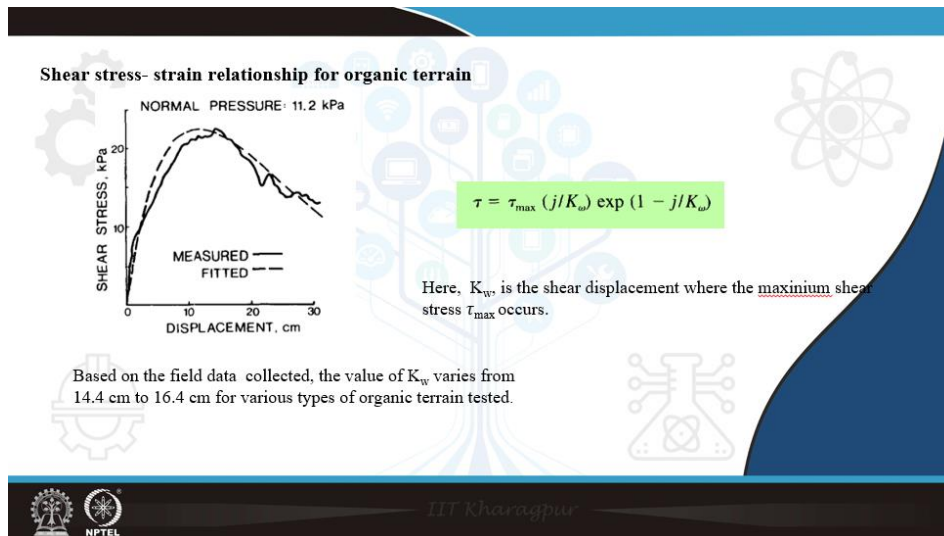 Shear stress- strain relationship for organic terrain
NORMAL PRESSURE: 11.2 kPa
SHEAR STRESS, kPa
20
10
MEASURED
FITTED
0 10 20 30
DISPLACEMENT, cm
τ = τmax (j/Kω) exp (1 − j/Kω)
Here, Kw, is the shear displacement where the maxinium shear
stress τmax occurs.
Based on the field data collected, the value of Kw varies from
14.4 cm to 16.4 cm for various types of organic terrain tested.
IIT Kharagpur
NPTEL